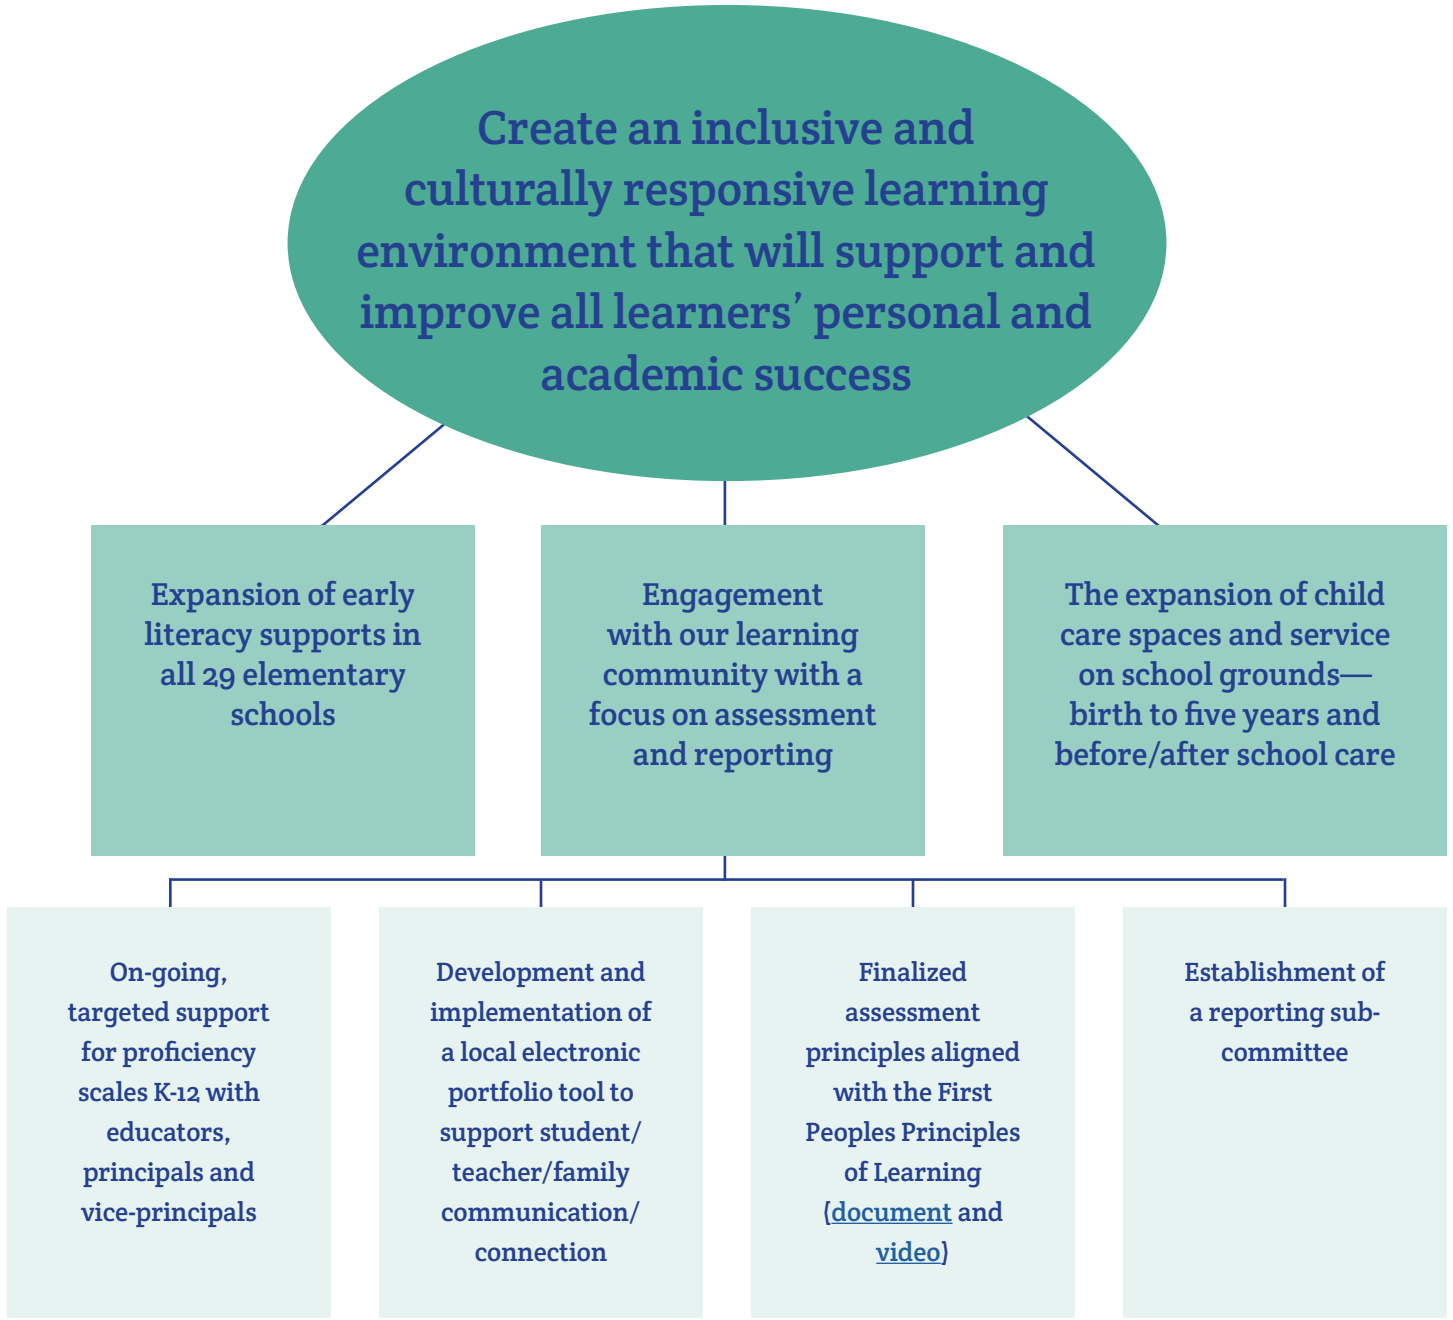 Create an inclusive and
culturally responsive learning
environment that will support and
improve all learners’ personal and
academic success
Expansion of early
literacy supports in
all 29 elementary
schools
Engagement
with our learning
community with a
focus on assessment
and reporting
The expansion of child
care spaces and service
on school grounds—
birth to five years and
before/after school care
On-going,
targeted support
for proficiency
scales K-12 with
educators,
principals and
vice-principals
Development and
implementation of
a local electronic
portfolio tool to
support student/
teacher/family
communication/
connection
Finalized
assessment
principles aligned
with the First
Peoples Principles
of Learning
(document and
video)
Establishment of
a reporting sub-
committee